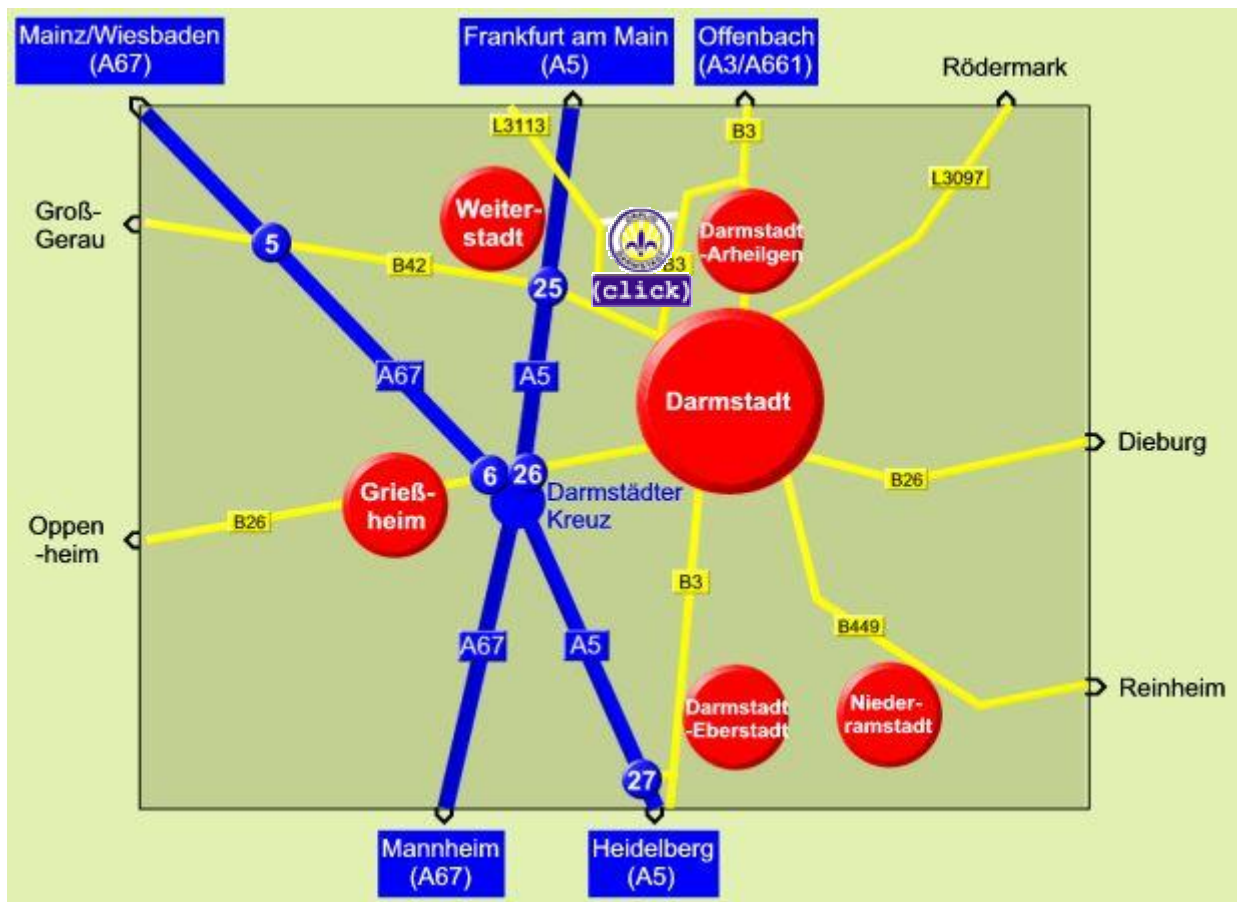 Mainz/Wiesbaden
(A67)
Frankfurt am Main
(A5)
Offenbach
(A3/A661)
Rödermark
L3113
B3
L3097
Groß-
Gerau
Weiter-
stadt
Darmstadt
-Arheilgen
5
B42
B3
25
(click)
A67
A5
Darmstadt
Dieburg
6
26
B26
Grieß-
heim
Darmstädter
Kreuz
Oppen
-heim
B26
B3
B449
A67
A5
Reinheim
Darmstadt
-Eberstadt
Nieder-
ramstadt
27
Mannheim
(A67)
Heidelberg
(A5)